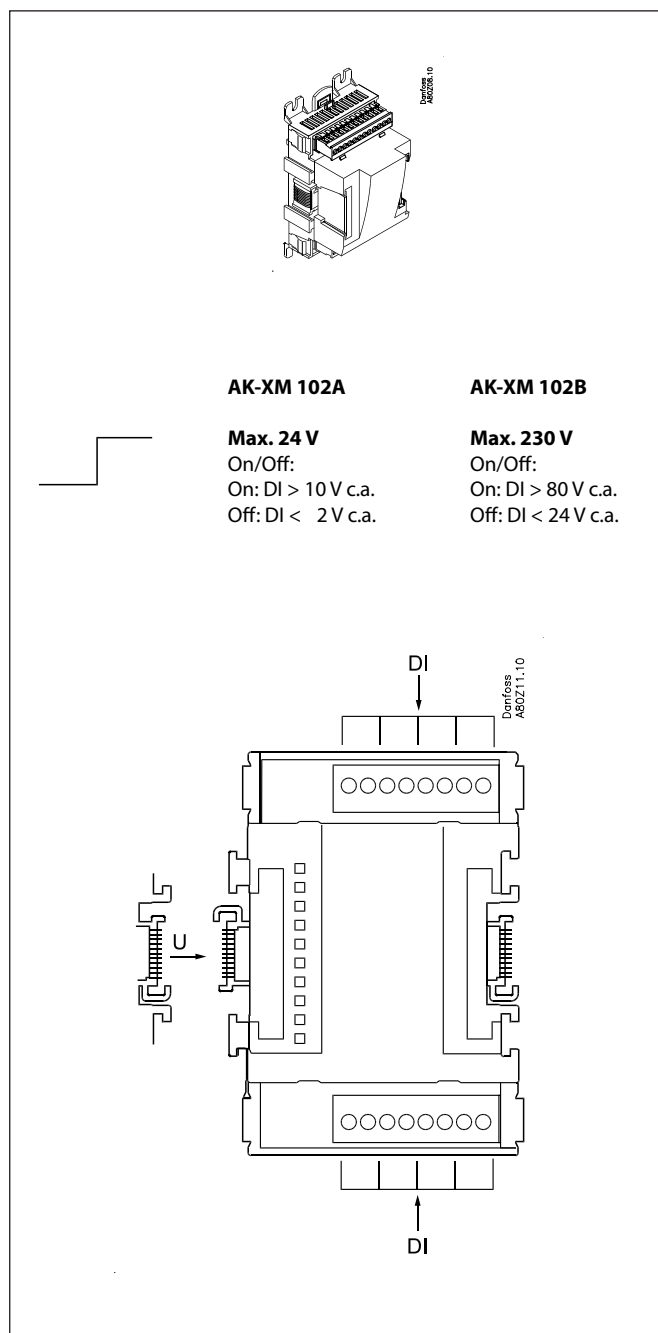 Danfoss
A80Z08.10
AK-XM 102A
Max. 24 V
On/Off:
On: DI > 10 V c.a.
Off: DI < 2 V c.a.
AK-XM 102B
Max. 230 V
On/Off:
On: DI > 80 V c.a.
Off: DI < 24 V c.a.
DI
Danfoss
A80Z11.10
U
DI